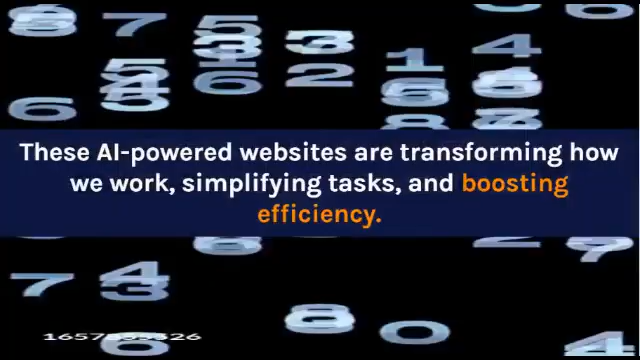 These AI-powered websites are transforming how
we work, simplifying tasks, and boosting
efficiency.